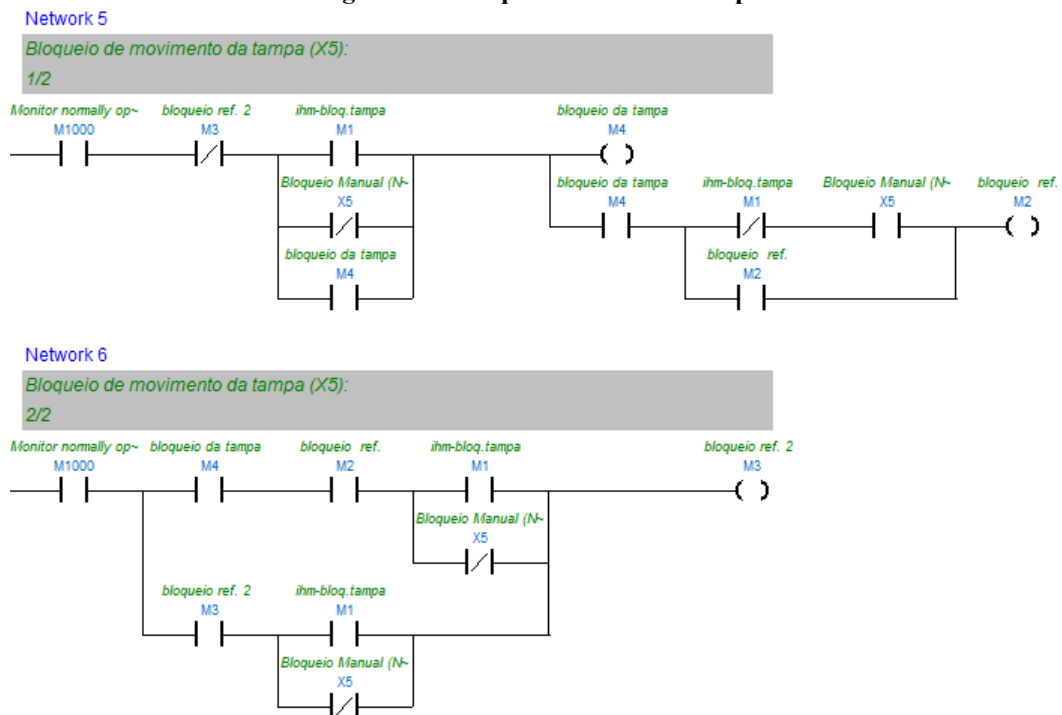 Network 5
Bloqueio de movimento da tampa (X5):
1/2
Monitor normally op~ bloqueio ref. 2 ihm-bloq.tampa bloqueio da tampa
M1000 M3 M1 M4
Bloqueio Manual (N~ bloqueio da tampa ihm-bloq.tampa Bloqueio Manual (N~ bloqueio ref.
X5 M4 M1 X5 M2
bloqueio da tampa bloqueio ref.
M4 M2
Network 6
Bloqueio de movimento da tampa (X5):
2/2
Monitor normally op~ bloqueio da tampa bloqueio ref. ihm-bloq.tampa bloqueio ref. 2
M1000 M4 M2 M1 M3
Bloqueio Manual (N~
X5
bloqueio ref. 2 ihm-bloq.tampa
M3 M1
Bloqueio Manual (N~
X5